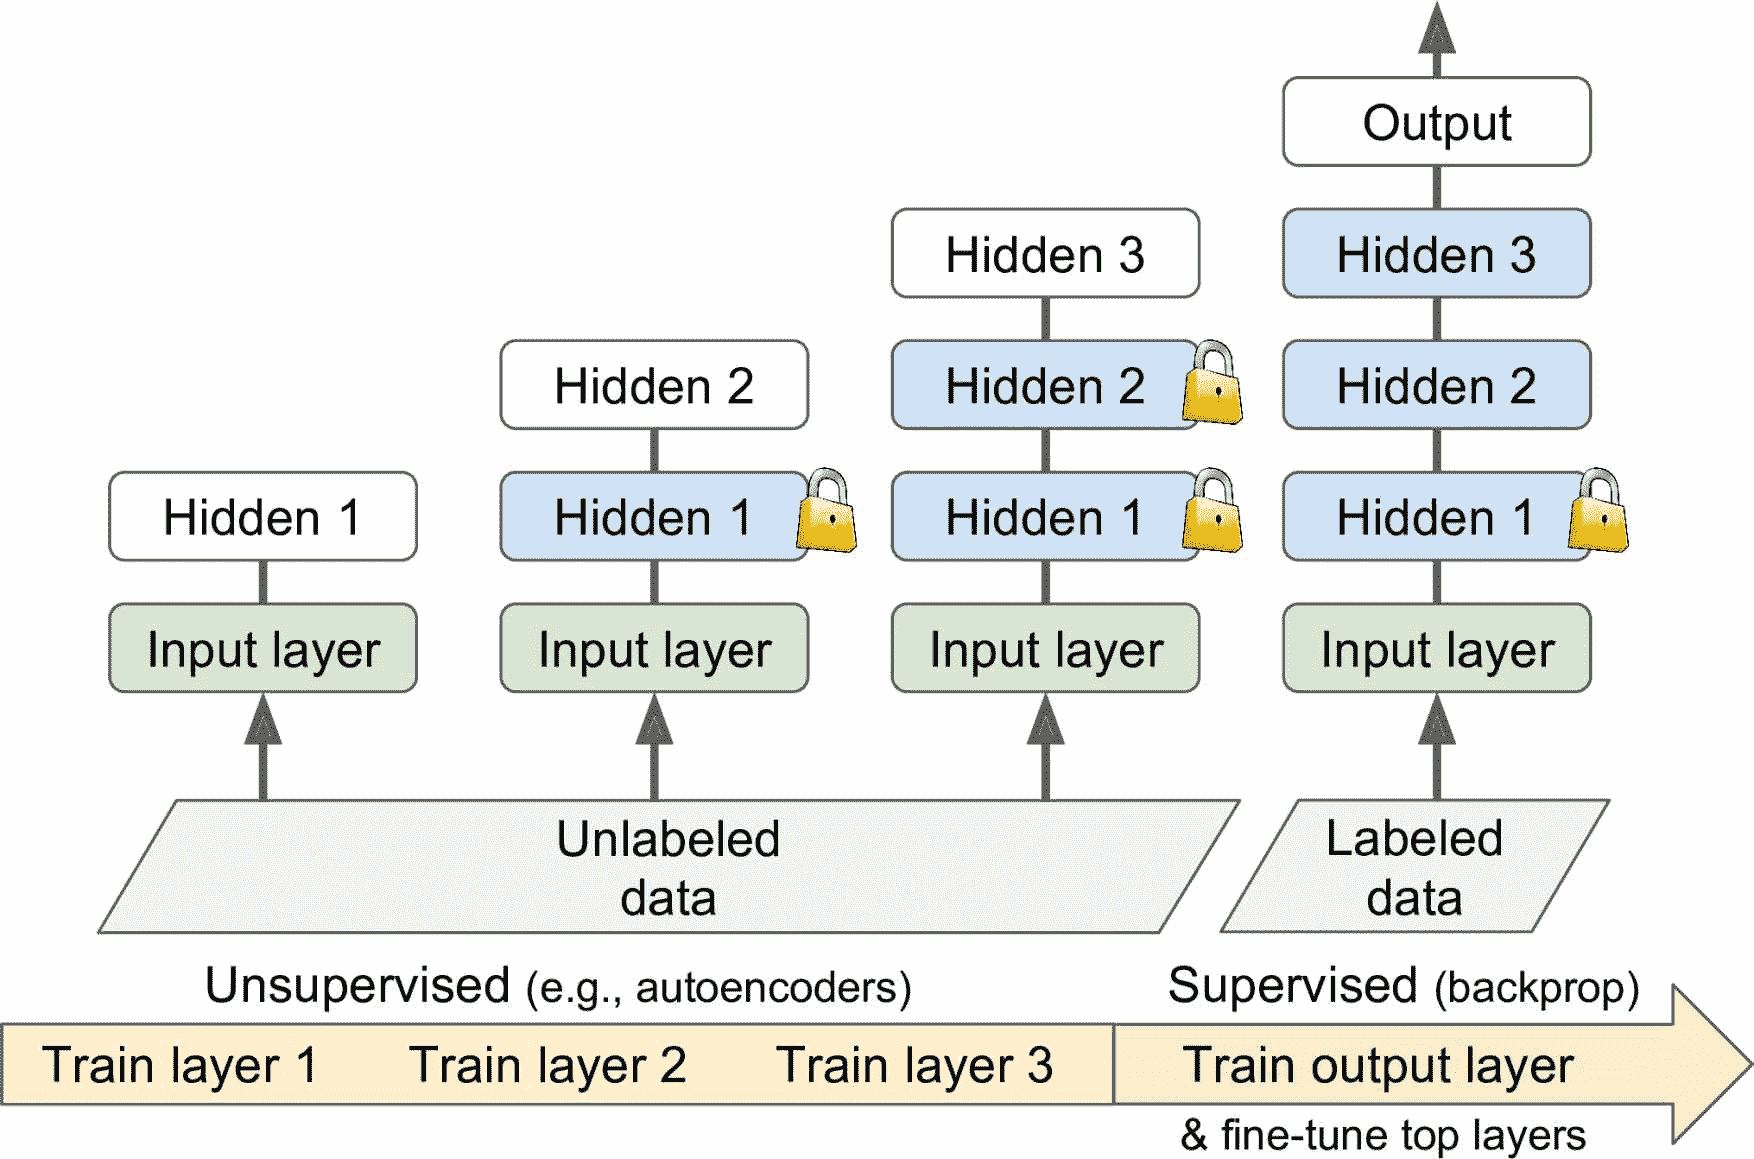 Output
Hidden 3
Hidden 3
Hidden 2
Hidden 2
Hidden 2
Hidden 1
Hidden 1
Hidden 1
Hidden 1
Input layer
Input layer
Input layer
Input layer
Unlabeled
data
Labeled
data
Unsupervised (e.g., autoencoders)
Supervised (backprop)
Train layer 1
Train layer 2
Train layer 3
Train output layer
& fine-tune top layers